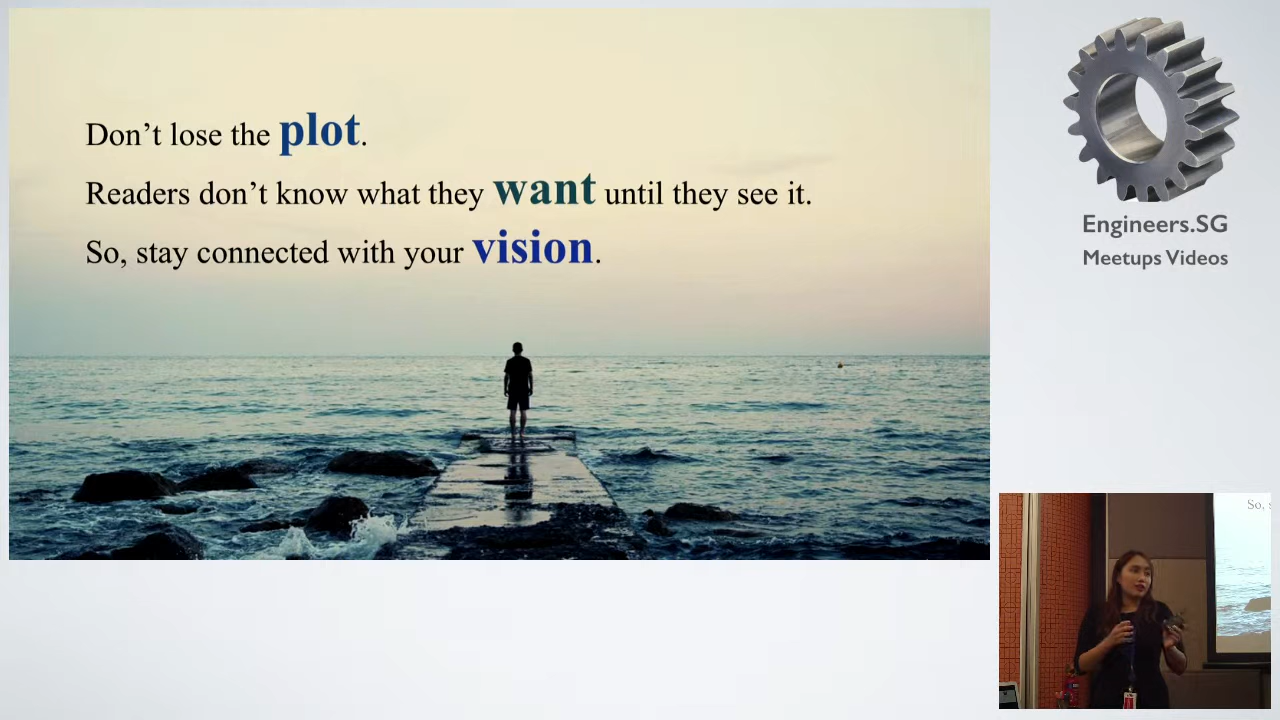 Don’t lose the plot.
Readers don’t know what they want until they see it.
So, stay connected with your vision.
Engineers.SG
Meetups Videos
So, s